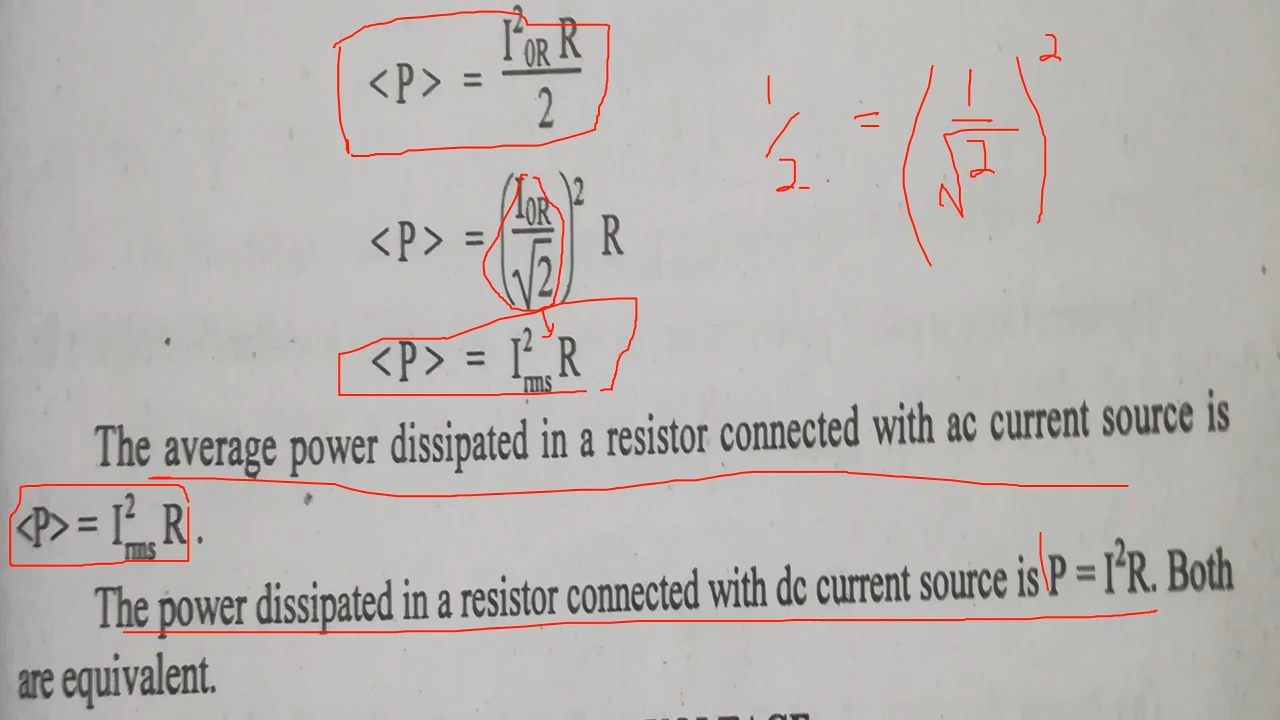 <P> = I²₀R R / 2
1/2 = (1/√2)²
<P> = (I₀R/√2)² R
<P> = I²rms R
The average power dissipated in a resistor connected with ac current source is
<P> = I²rms R.
The power dissipated in a resistor connected with dc current source is P = I²R. Both
are equivalent.